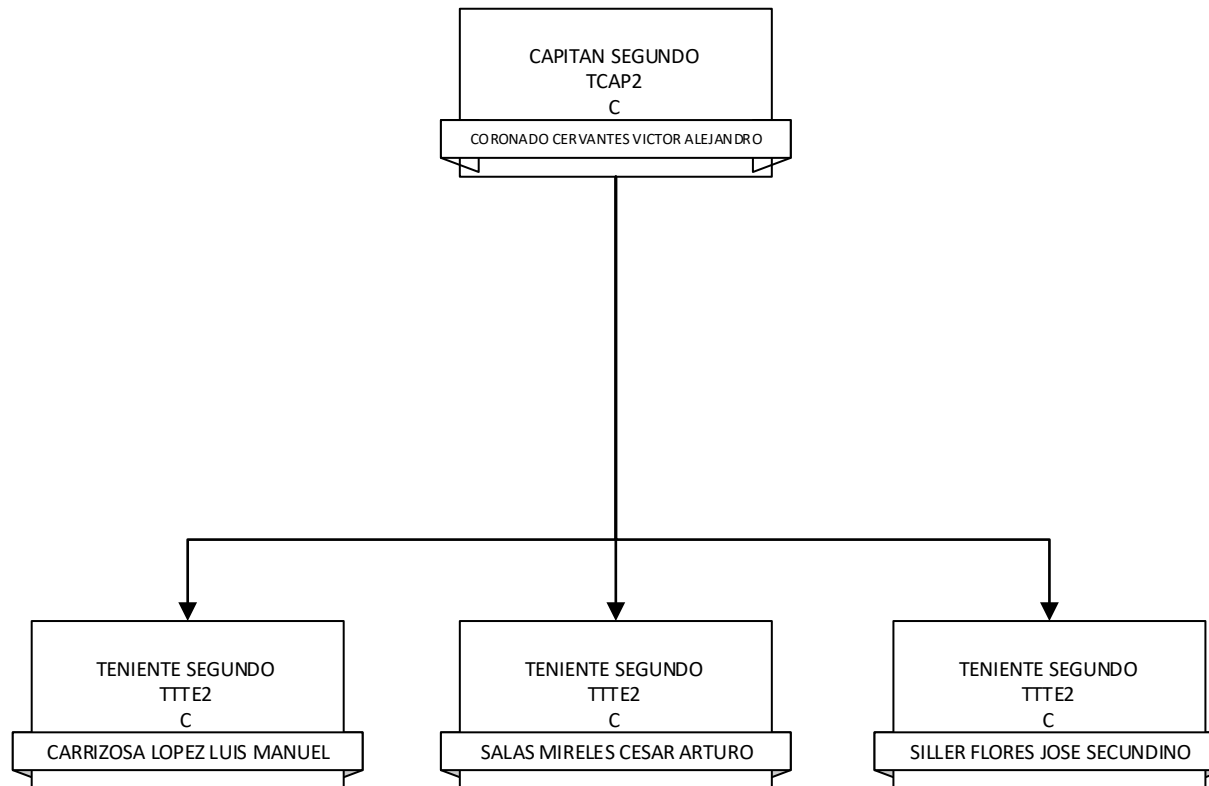 CAPITAN SEGUNDO
TCAP2
C
CORONADO CERVANTES VICTOR ALEJANDRO
TENIENTE SEGUNDO
TTTE2
C
CARRIZOSA LOPEZ LUIS MANUEL
TENIENTE SEGUNDO
TTTE2
C
SALAS MIRELES CESAR ARTURO
TENIENTE SEGUNDO
TTTE2
C
SILLER FLORES JOSE SECUNDINO